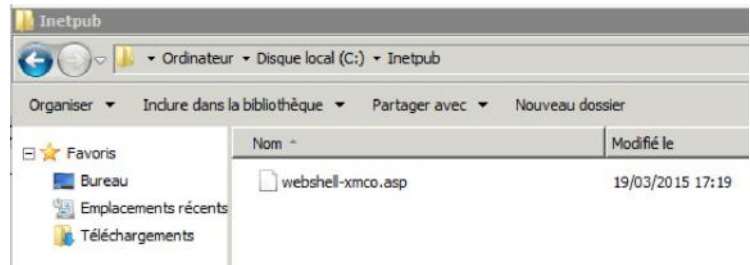 Inetpub
Ordinateur Disque local (C:) Inetpub
Organiser Inclure dans la bibliothèque Partager avec Nouveau dossier
Nom Modifié le
Favoris
Bureau
Emplacements récents
Téléchargements
webshell-xmco.asp 19/03/2015 17:19